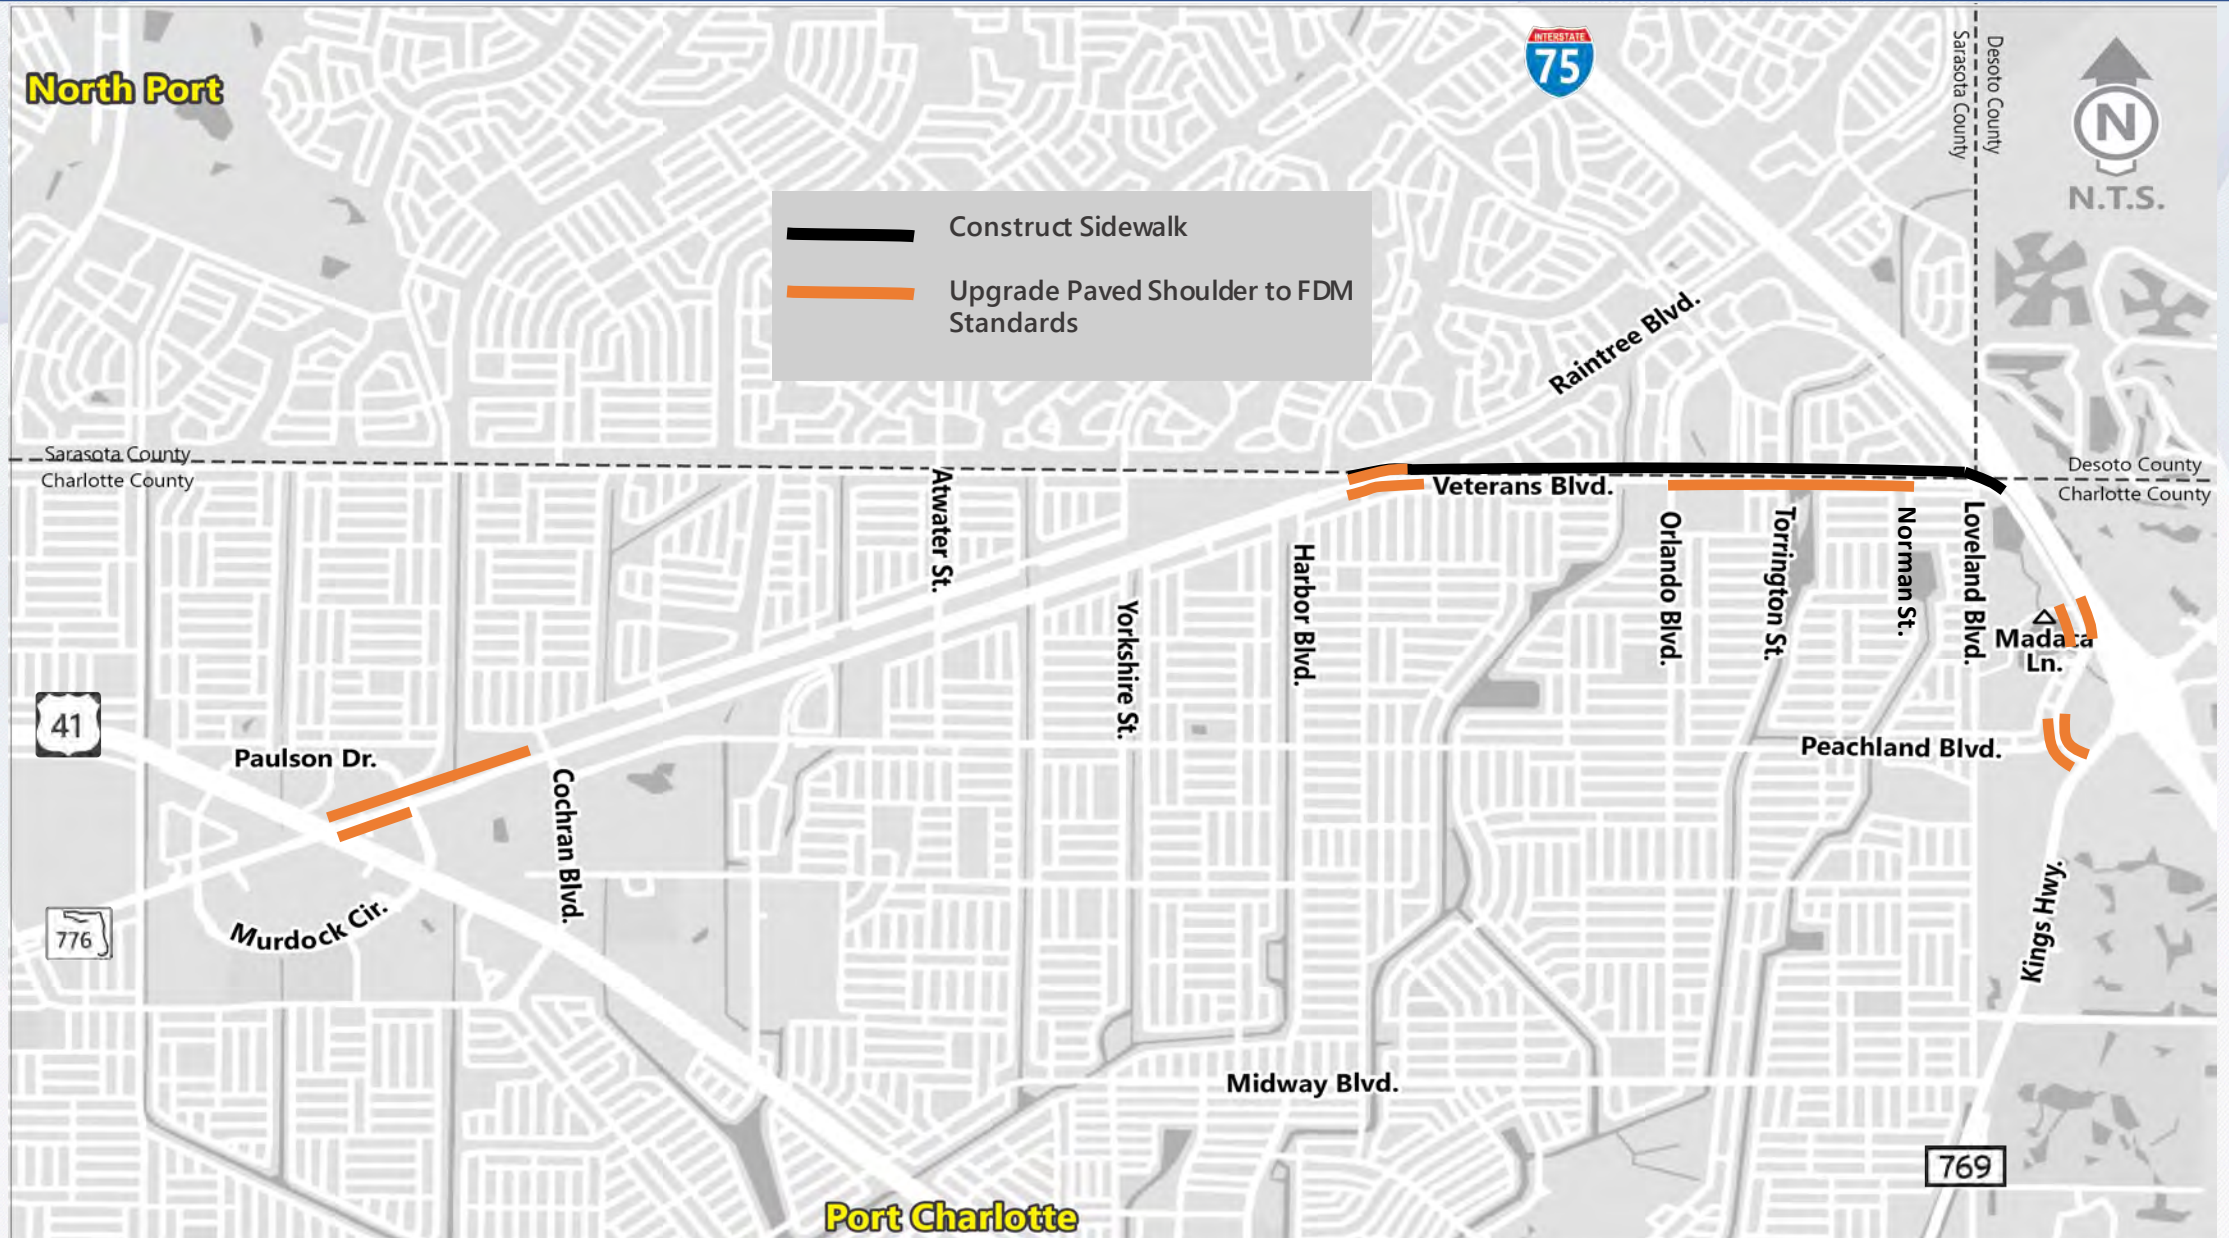 INTERSTATE
75
Sarasota County
Desoto County
North Port
N
N.T.S.
Construct Sidewalk
Upgrade Paved Shoulder to FDM
Standards
Raintree Blvd.
Sarasota County
Charlotte County
Desoto County
Charlotte County
Veterans Blvd.
Atwater St.
Yorkshire St.
Harbor Blvd.
Orlando Blvd.
Torrington St.
Norman St.
Loveland Blvd.
Madaca
Ln.
41
Paulson Dr.
Cochran Blvd.
Peachland Blvd.
776
Murdock Cir.
Kings Hwy.
Midway Blvd.
769
Port Charlotte